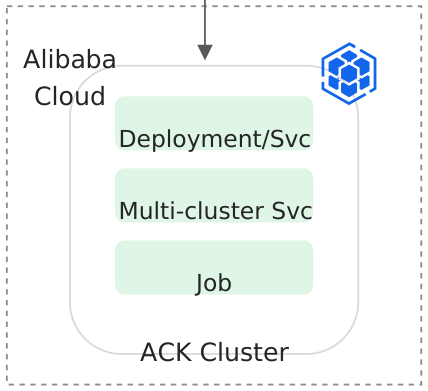 Alibaba
Cloud
Deployment/Svc
Multi-cluster Svc
Job
ACK Cluster